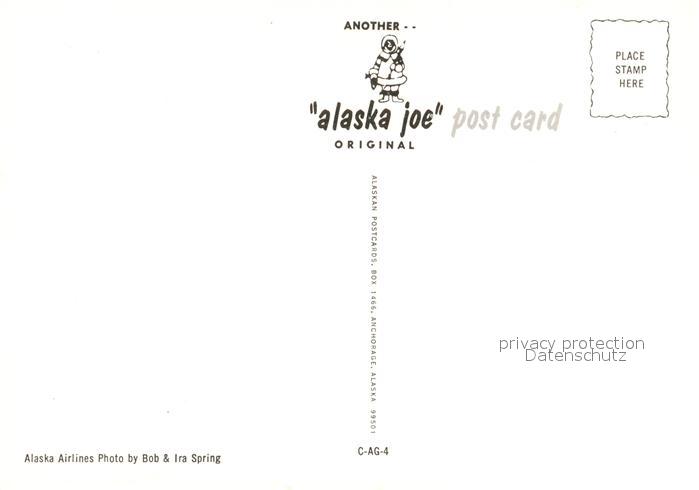 ANOTHER - -
"alaska joe" post card
ORIGINAL
PLACE
STAMP
HERE
ALASKAN POSTCARDS, BOX 1466, ANCHORAGE, ALASKA 99501
privacy protection
Datenschutz
Alaska Airlines Photo by Bob & Ira Spring
C-AG-4